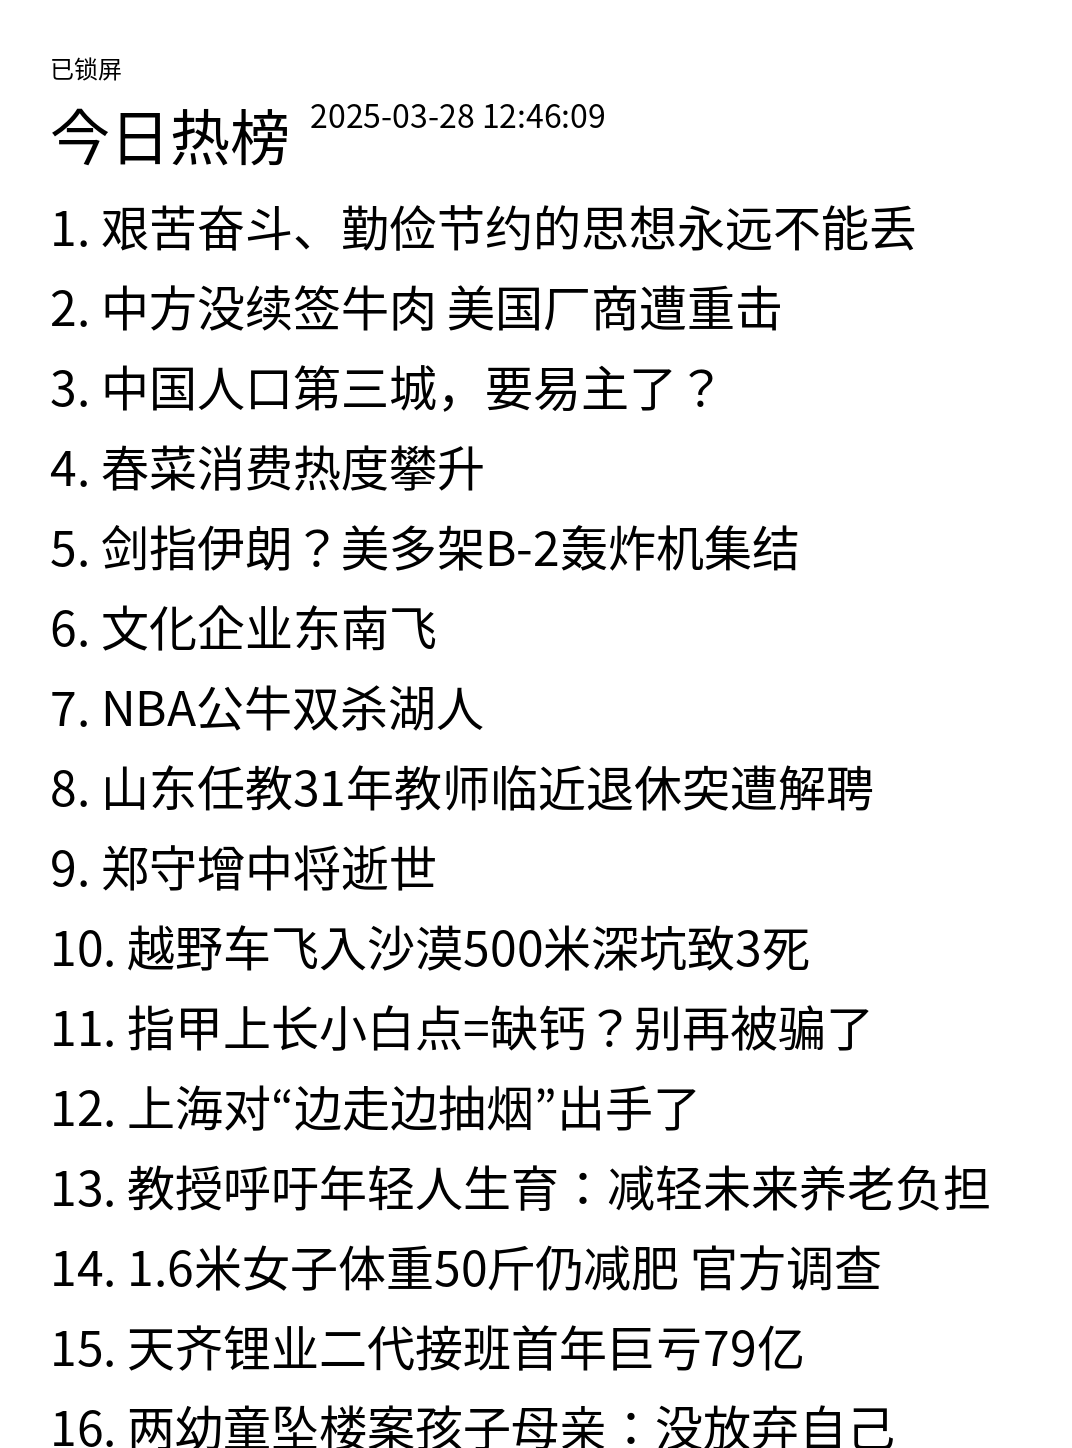 已锁屏
今日热榜 2025-03-28 12:46:09
1. 艰苦奋斗、勤俭节约的思想永远不能丢
2. 中方没续签牛肉 美国厂商遭重击
3. 中国人口第三城，要易主了？
4. 春菜消费热度攀升
5. 剑指伊朗？美多架B-2轰炸机集结
6. 文化企业东南飞
7. NBA公牛双杀湖人
8. 山东任教31年教师临近退休突遭解聘
9. 郑守增中将逝世
10. 越野车飞入沙漠500米深坑致3死
11. 指甲上长小白点=缺钙？别再被骗了
12. 上海对“边走边抽烟”出手了
13. 教授呼吁年轻人生育：减轻未来养老负担
14. 1.6米女子体重50斤仍减肥 官方调查
15. 天齐锂业二代接班首年巨亏79亿
16. 两幼童坠楼案孩子母亲：没放弃自己